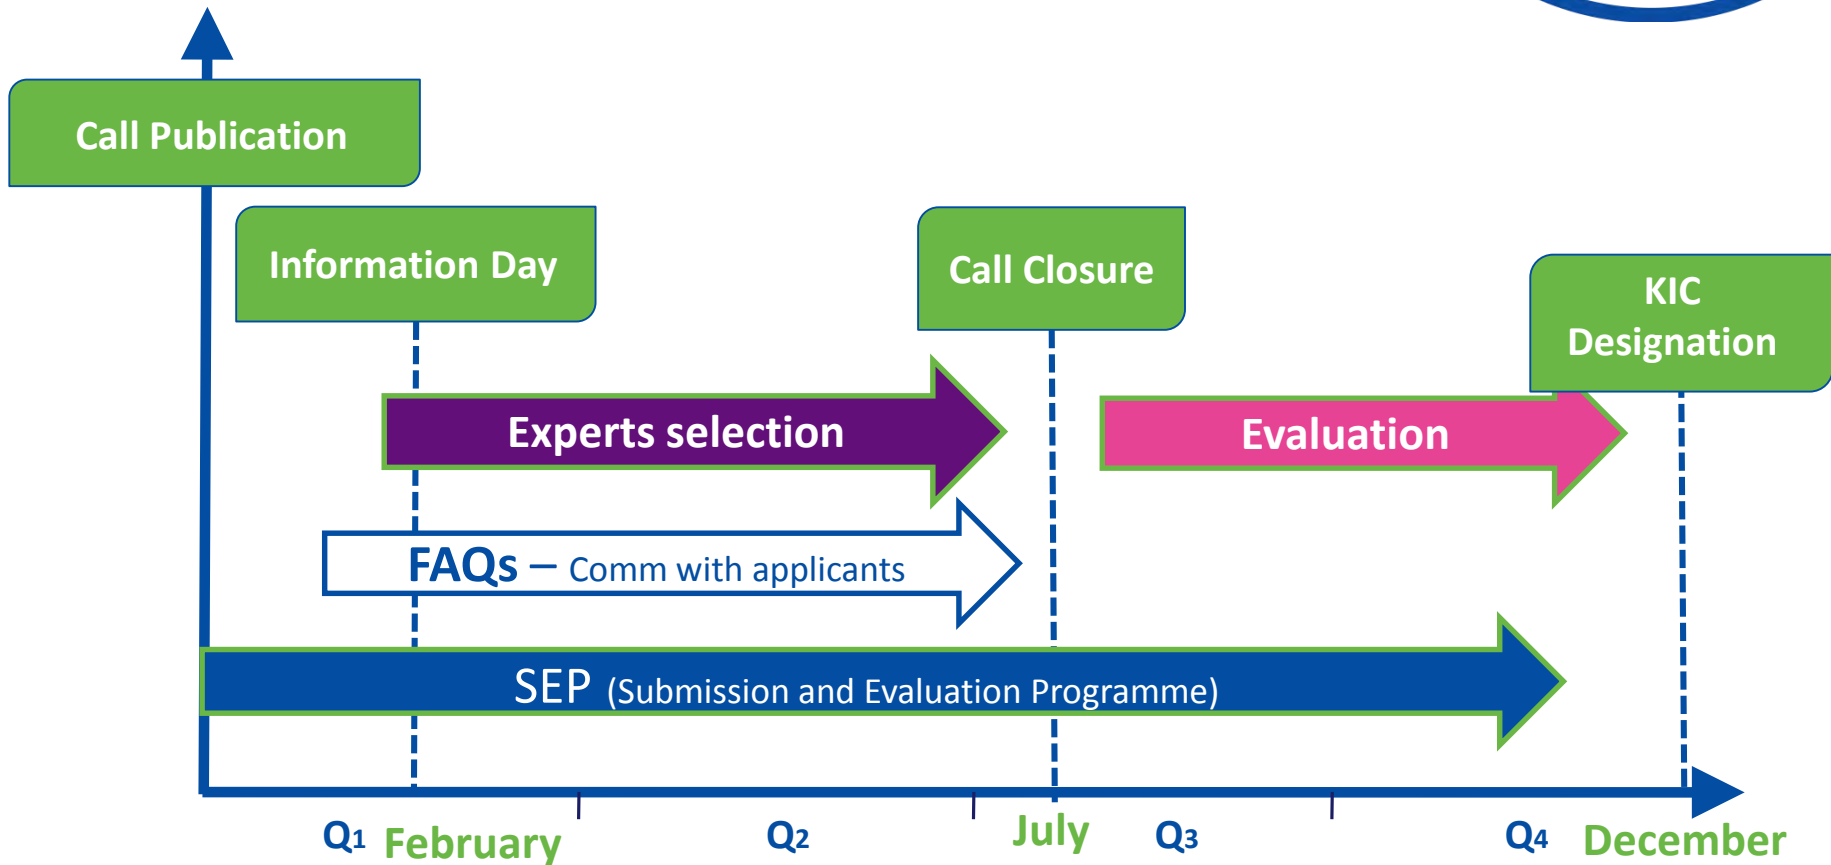 Call Publication
Information Day
Call Closure
KIC
Designation
Experts selection
Evaluation
FAQs – Comm with applicants
SEP (Submission and Evaluation Programme)
Q1 February Q2 July Q3 Q4 December